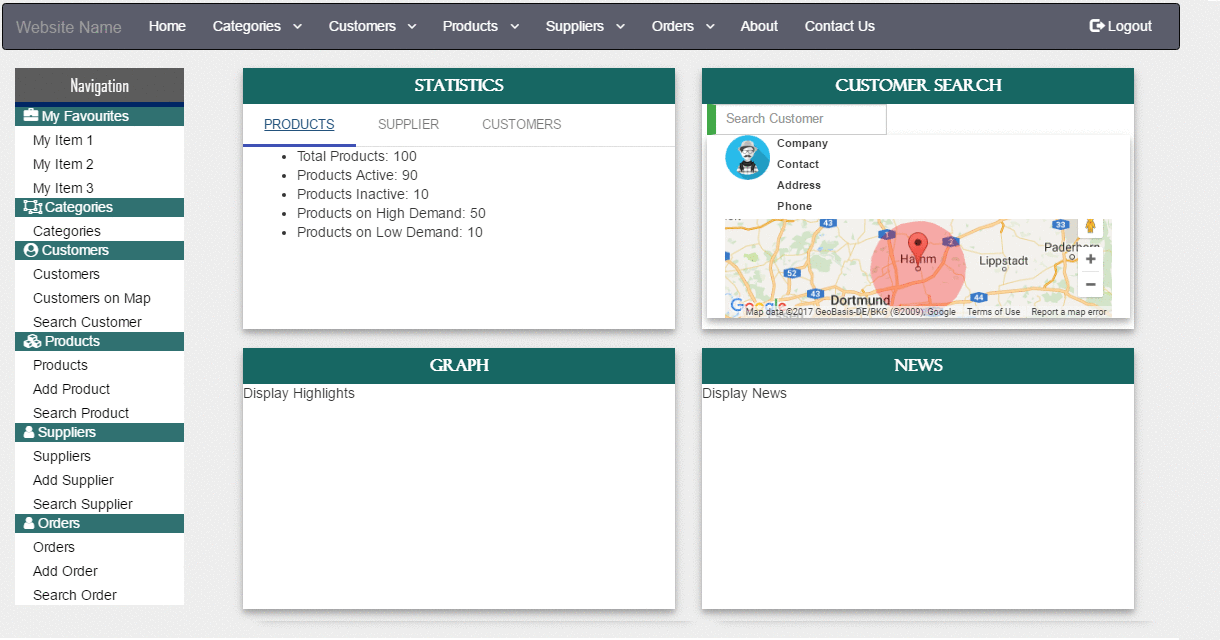 Website Name Home Categories Customers Products Suppliers Orders About Contact Us Logout
Navigation
My Favourites
My Item 1
My Item 2
My Item 3
Categories
Categories
Customers
Customers
Customers on Map
Search Customer
Products
Products
Add Product
Search Product
Suppliers
Suppliers
Add Supplier
Search Supplier
Orders
Orders
Add Order
Search Order
STATISTICS
PRODUCTS SUPPLIER CUSTOMERS
Total Products: 100
Products Active: 90
Products Inactive: 10
Products on High Demand: 50
Products on Low Demand: 10
CUSTOMER SEARCH
Search Customer
Company
Contact
Address
Phone
43
33
1
2
Paderborn
Hamm
Lippstadt
52
43
44
Dortmund
Google
Map data ©2017 GeoBasis-DE/BKG (©2009), Google Terms of Use Report a map error
GRAPH
Display Highlights
NEWS
Display News